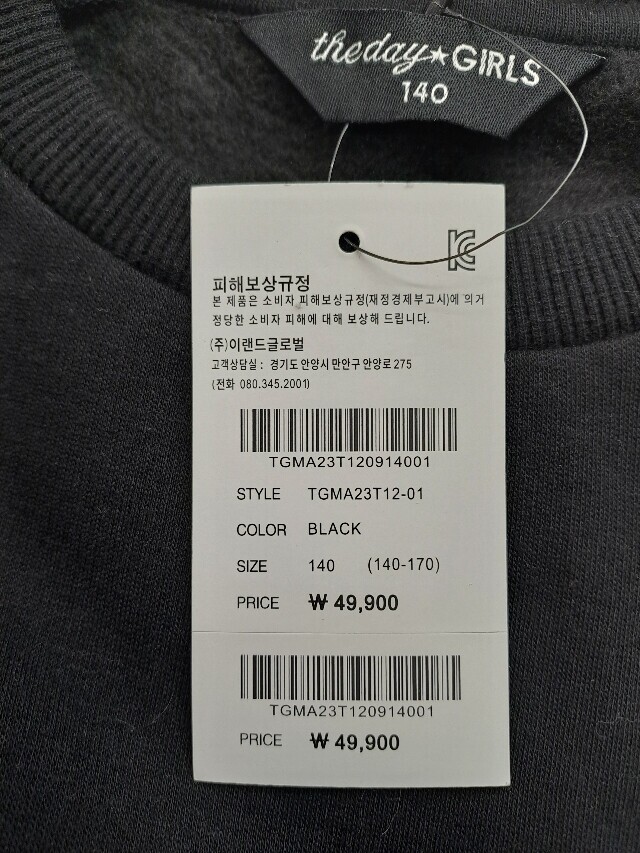 theday★GIRLS
140
피해보상규정
본 제품은 소비자 피해보상규정(재정경제부고시)에 의거
정당한 소비자 피해에 대해 보상해 드립니다.
(주)이랜드글로벌
고객상담실 : 경기도 안양시 만안구 안양로 275
(전화 080.345.2001)
TGMA23T120914001
STYLE TGMA23T12-01
COLOR BLACK
SIZE 140 (140-170)
PRICE ₩ 49,900
TGMA23T120914001
PRICE ₩ 49,900